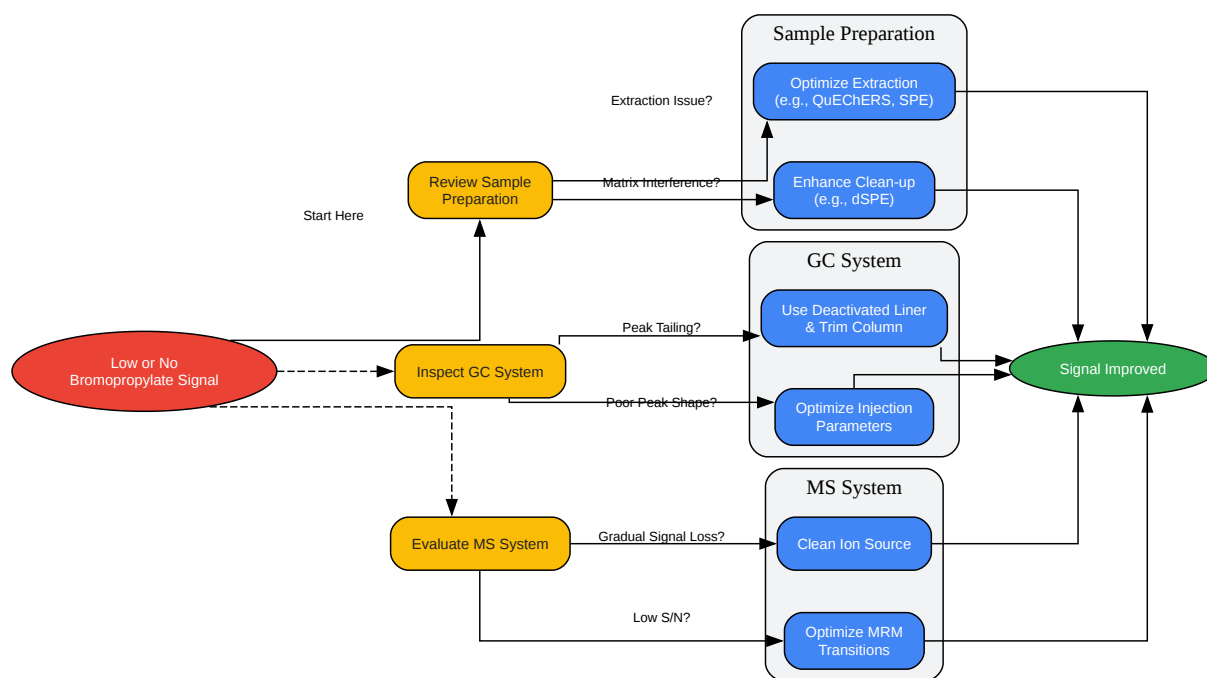 Sample Preparation
Optimize Extraction
(e.g., QuEChERS, SPE)
Extraction Issue?
Review Sample
Preparation
Matrix Interference?
Enhance Clean-up
(e.g., dSPE)
Start Here
GC System
Peak Tailing?
Use Deactivated Liner
& Trim Column
Low or No
Bromopropylate Signal
Inspect GC System
Signal Improved
Poor Peak Shape?
Optimize Injection
Parameters
MS System
Evaluate MS System
Gradual Signal Loss?
Clean Ion Source
Low S/N?
Optimize MRM
Transitions